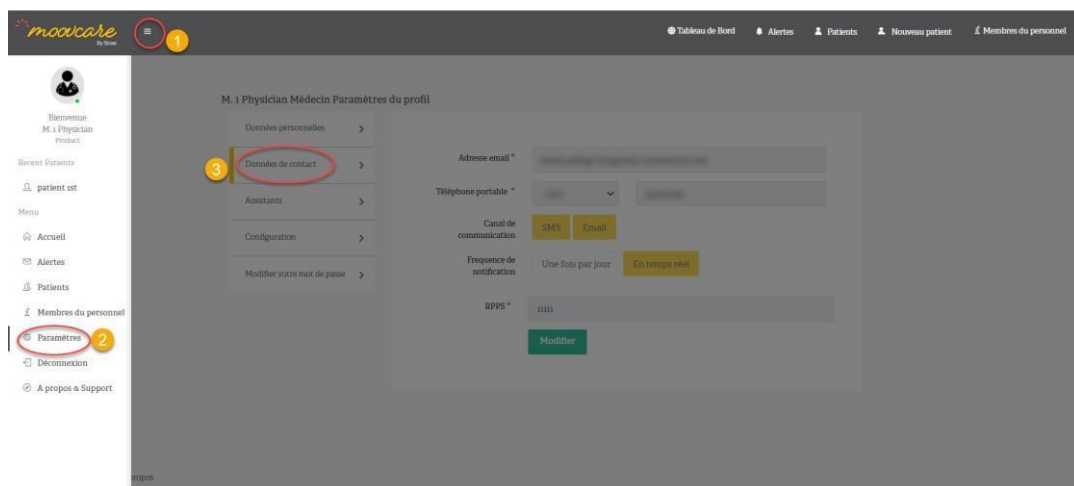 moovcare
By Sivan
1
Tableau de Bord
Alertes
Patients
Nouveau patient
Membres du personnel
Bienvenue
M. 1 Physician
Product
Recent Patients
patient 1st
Menu
Accueil
Alertes
Patients
Membres du personnel
Paramètres
2
Déconnexion
A propos & Support
M. 1 Physician Médecin Paramètres du profil
Données personnelles
3
Données de contact
Assistants
Configuration
Modifier votre mot de passe
Adresse email *
Téléphone portable *
Canal de
communication
SMS
Email
Frequence de
notification
Une fois par jour
En temps réel
RPPS *
11111
Modifier
propos